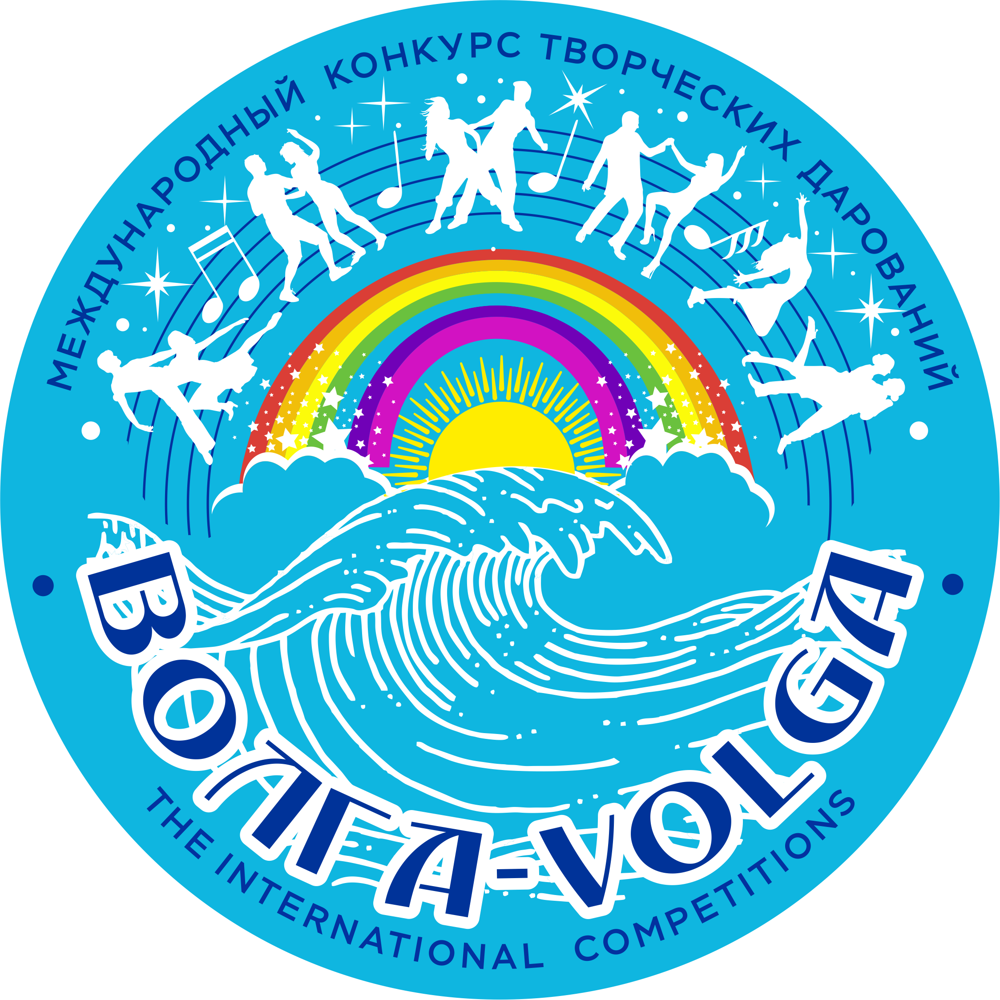 МЕЖДУНАРОДНЫЙ КОНКУРС ТВОРЧЕСКИХ ДАРОВАНИЙ
ВОЛГА-VOLGA
THE INTERNATIONAL COMPETITIONS